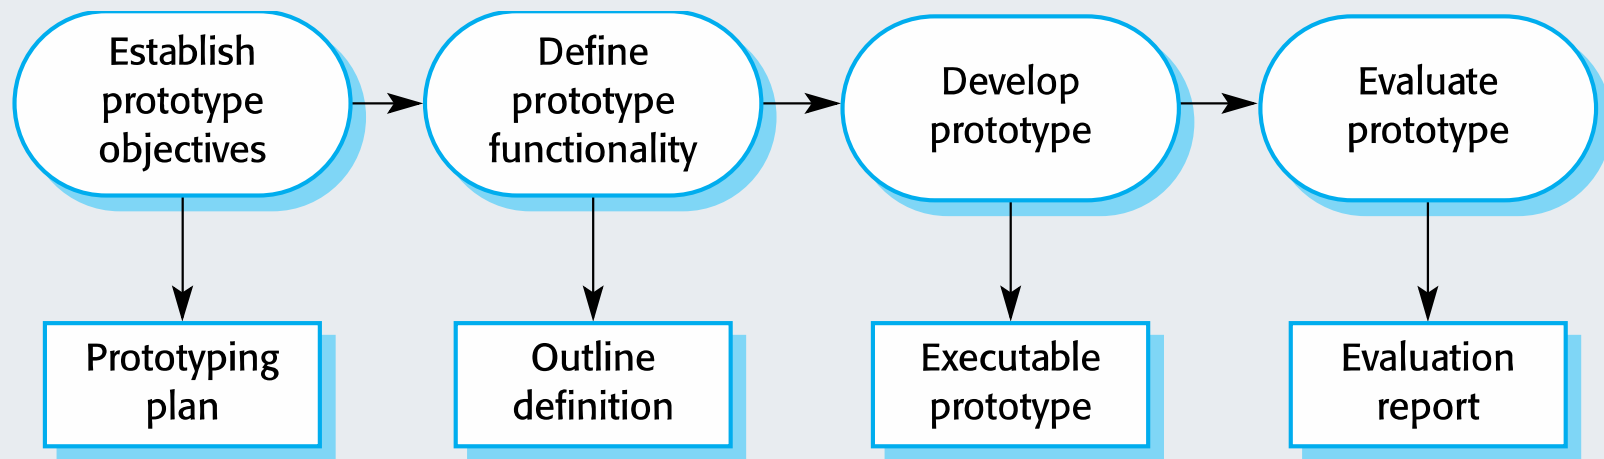 Establish
prototype
objectives
Define
prototype
functionality
Develop
prototype
Evaluate
prototype
Prototyping
plan
Outline
definition
Executable
prototype
Evaluation
report